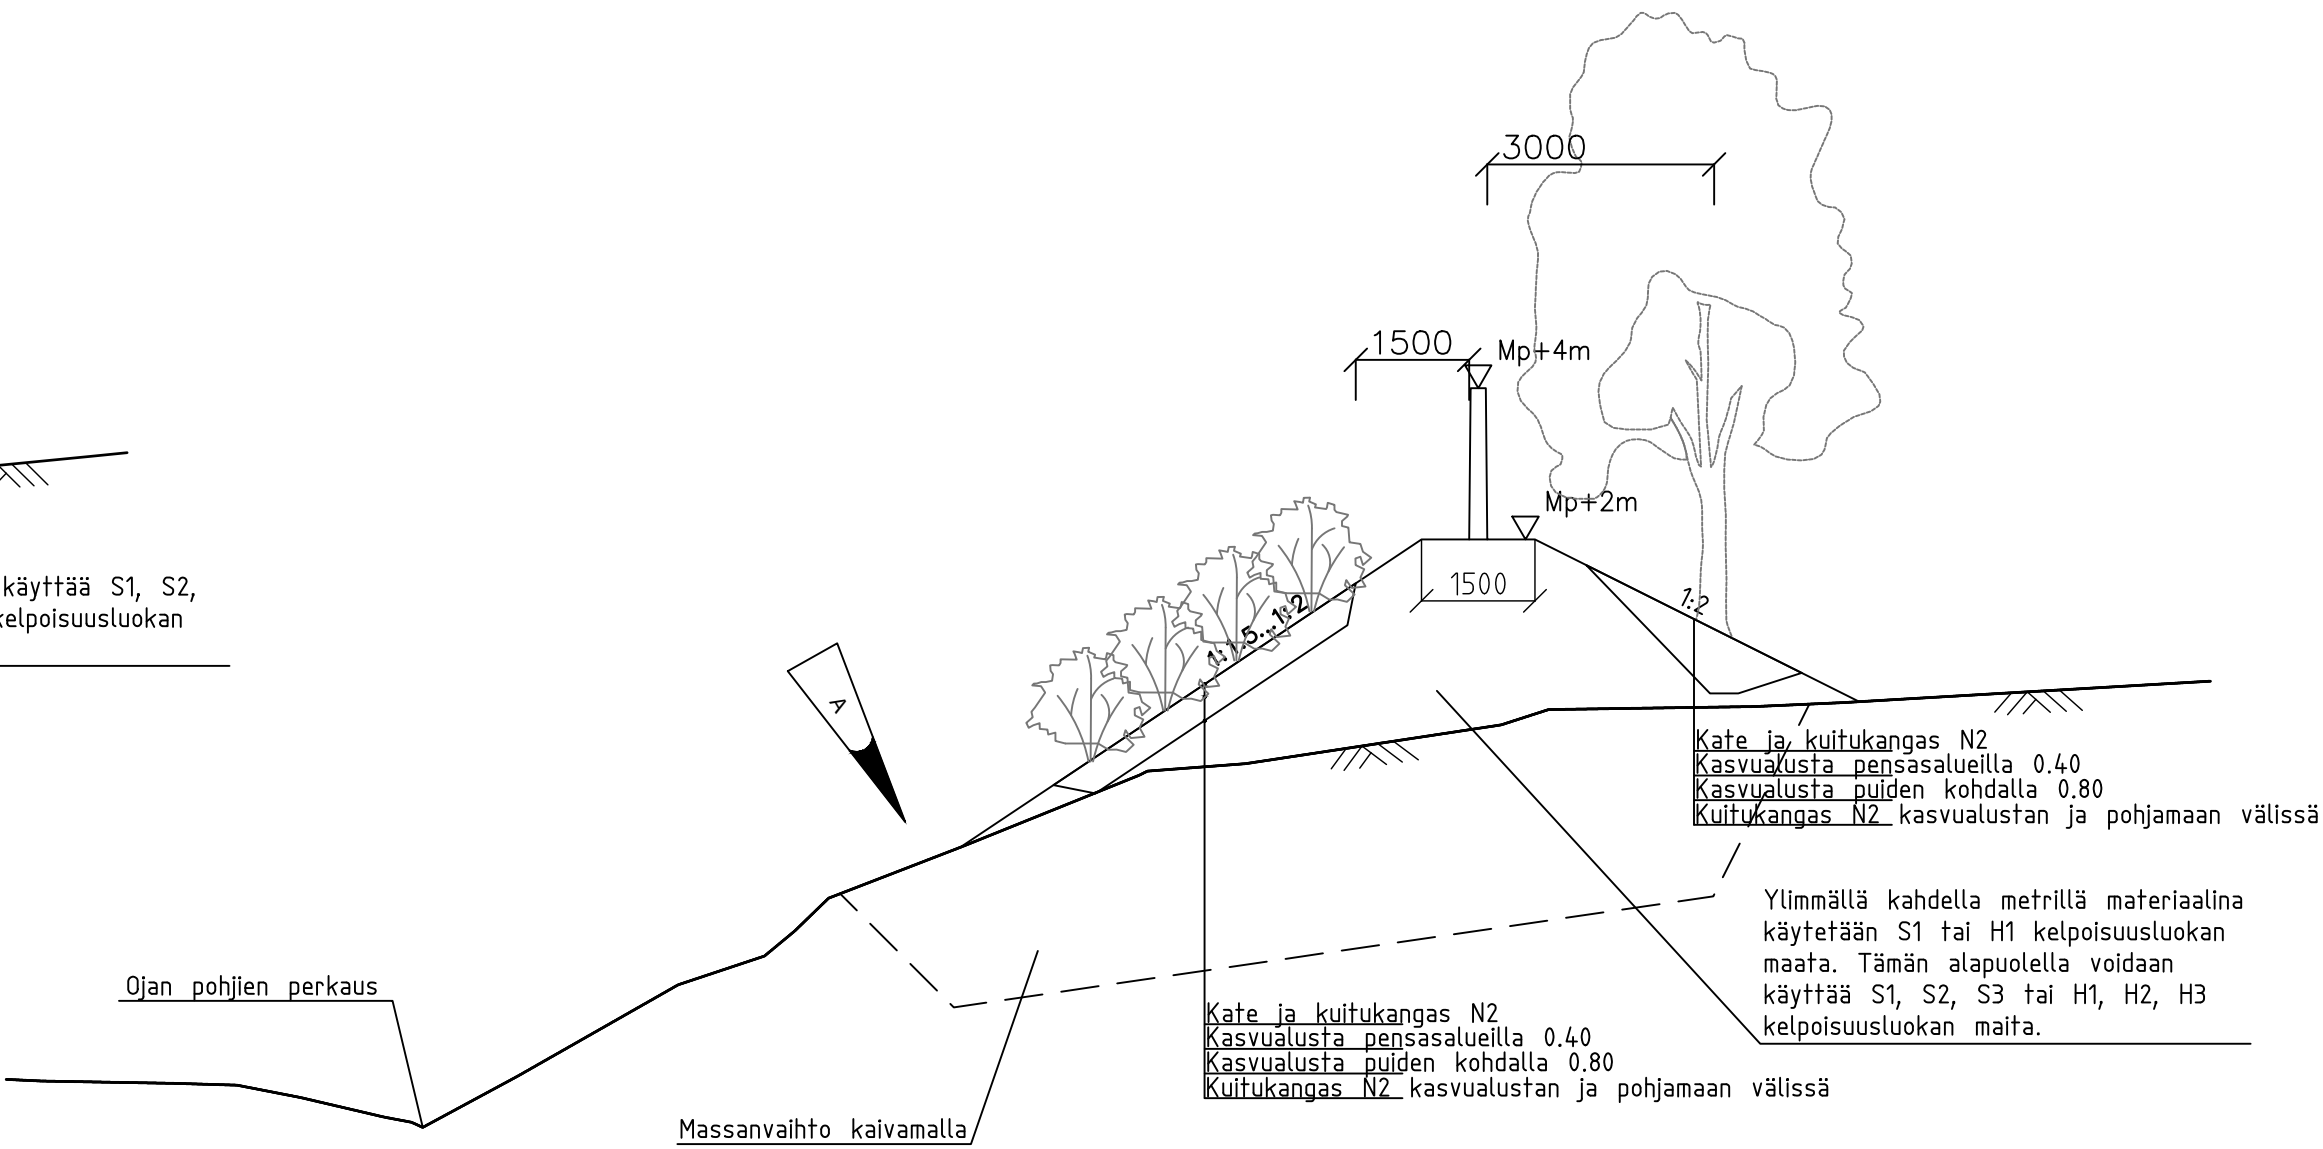 3000
1500
Mp+4m
Mp+2m
1500
1:2
käyttää S1, S2,
kelpoisuusluokan
1:1.5...1:2
A
Kate ja kuitukangas N2
Kasvualusta pensasalueilla 0.40
Kasvualusta puiden kohdalla 0.80
Kuitukangas N2 kasvualustan ja pohjamaan välissä
Ylimmällä kahdella metrillä materiaalina
käytetään S1 tai H1 kelpoisuusluokan
maata. Tämän alapuolella voidaan
käyttää S1, S2, S3 tai H1, H2, H3
kelpoisuusluokan maita.
Ojan pohjien perkaus
Kate ja kuitukangas N2
Kasvualusta pensasalueilla 0.40
Kasvualusta puiden kohdalla 0.80
Kuitukangas N2 kasvualustan ja pohjamaan välissä
Massanvaihto kaivamalla